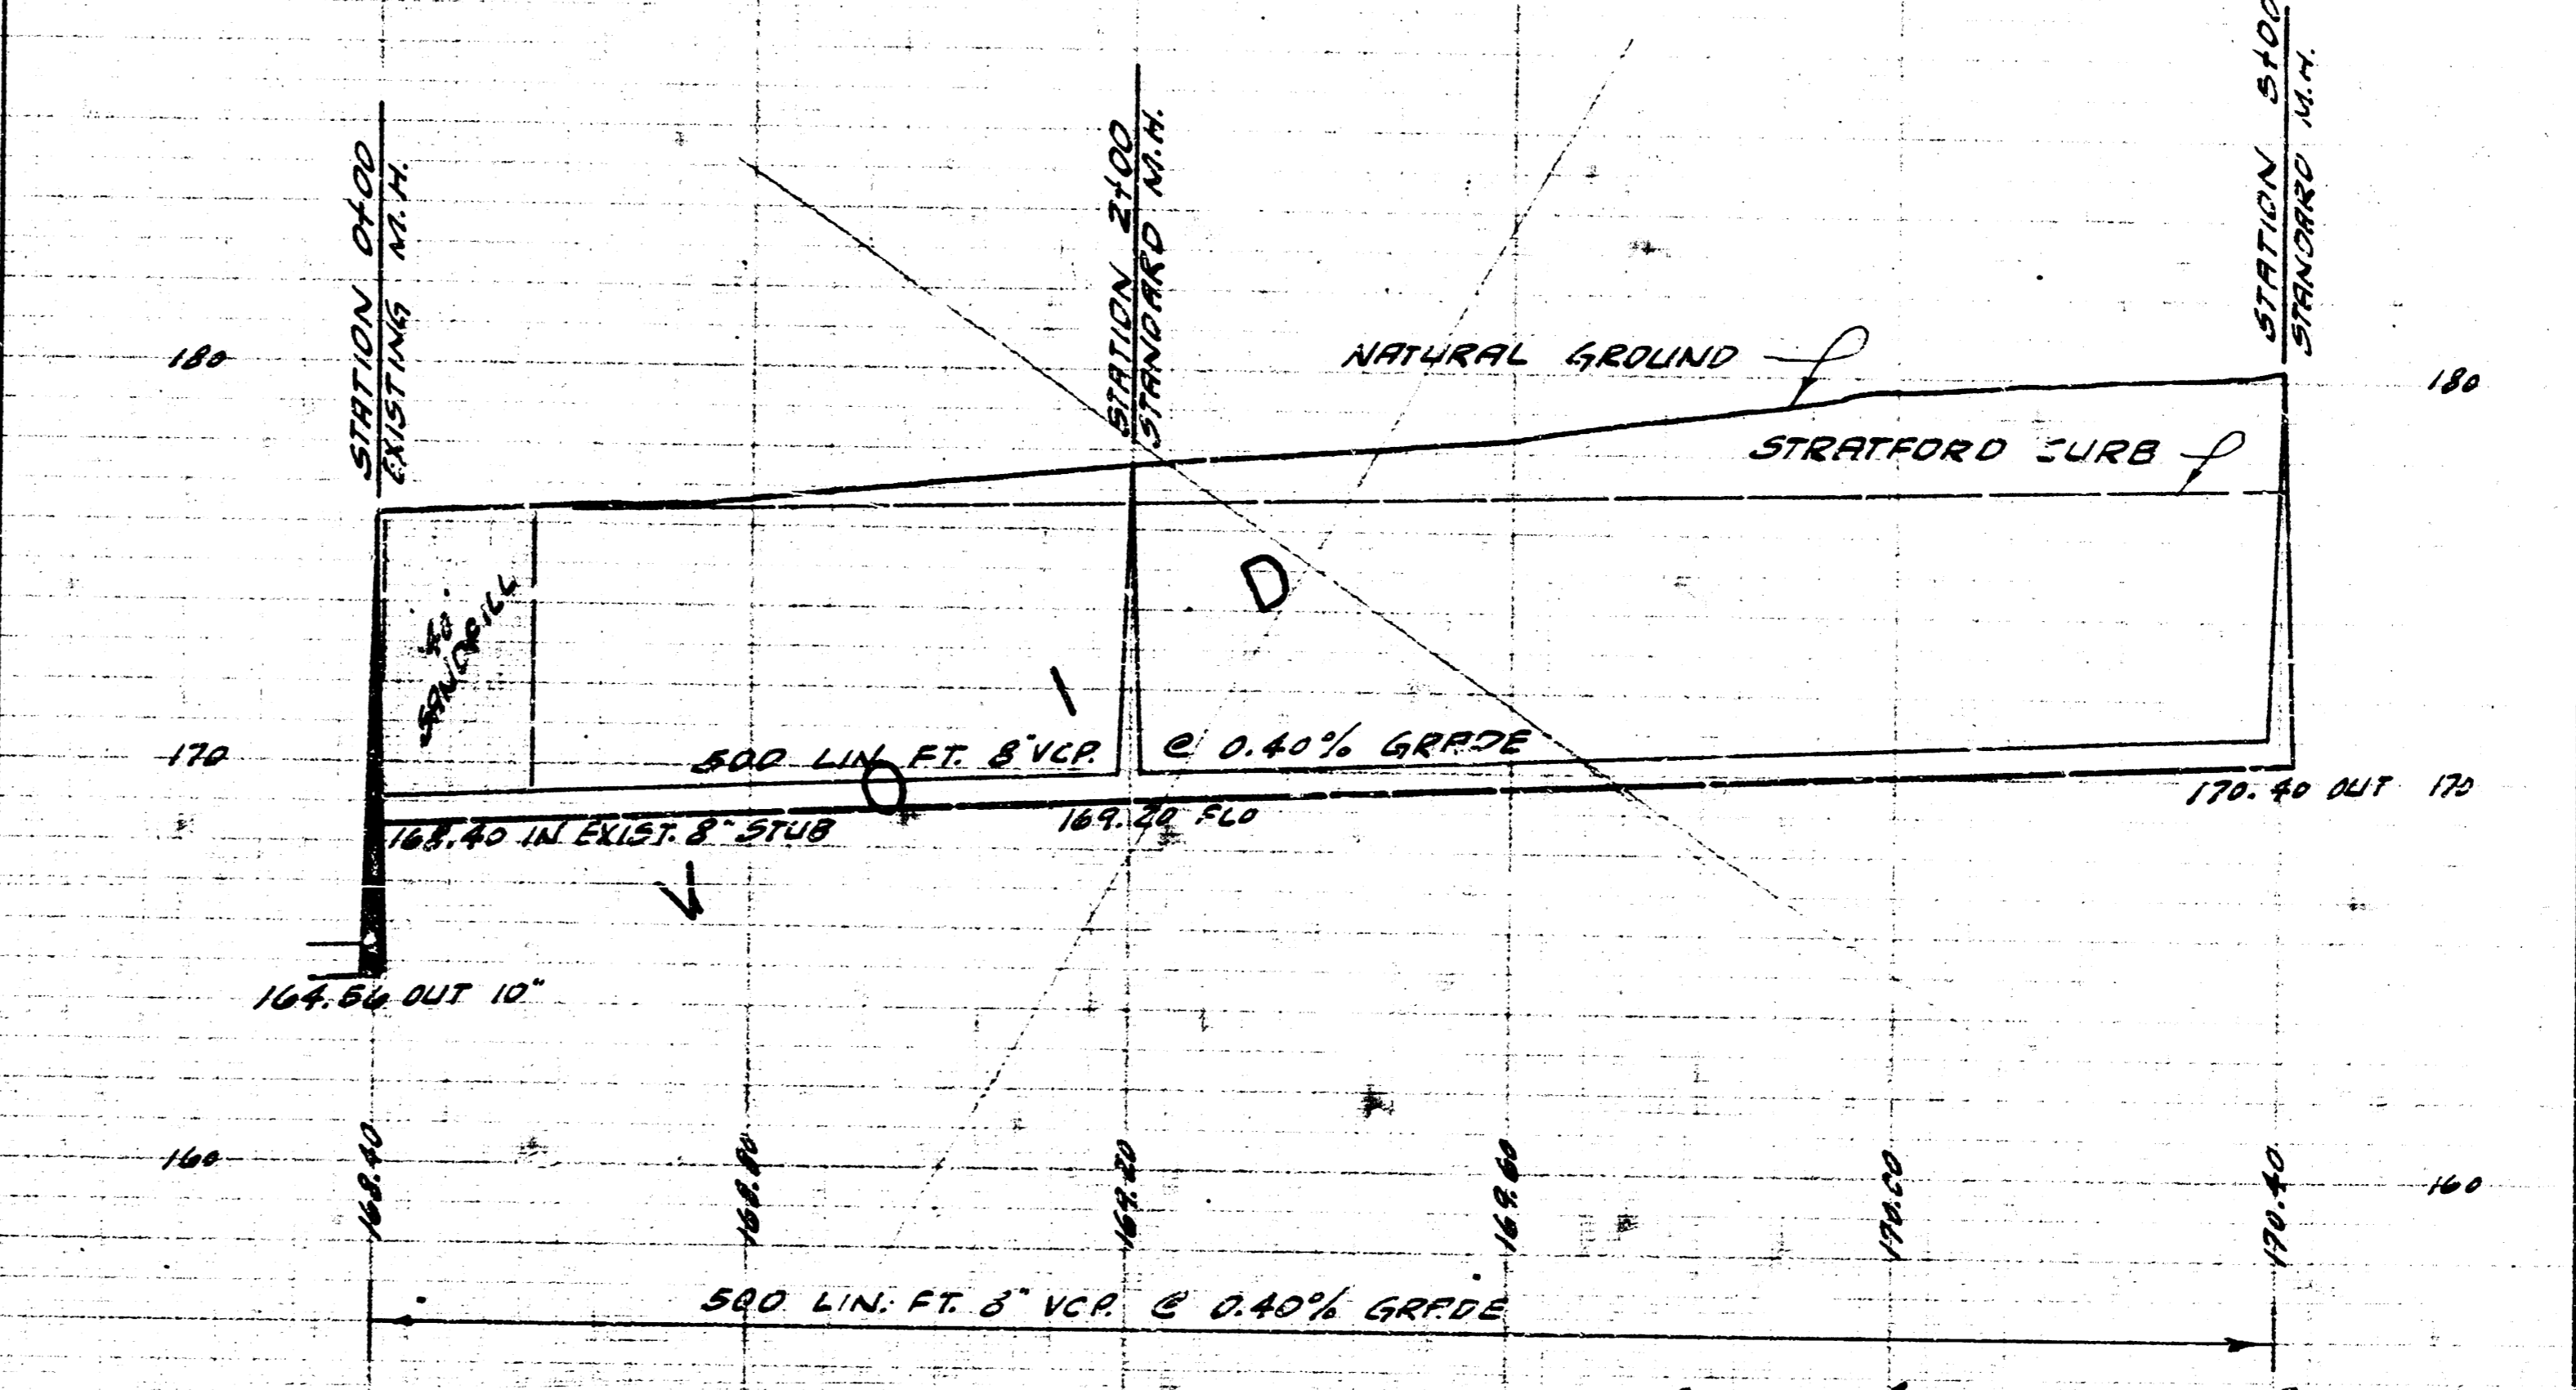 STATION 0+00
EXISTING M.H.
STATION 2+00
STANDARD M.H.
STATION 5+00
STANDARD M.H.
180
NATURAL GROUND
180
STRATFORD CURB
40'
SANDFILL
D
I
170
500 LIN. FT. 8" VCP. @ 0.40% GRADE
O
170.40 OUT 170
168.40 IN EXIST. 8" STUB
169.20 FLO
V
164.56 OUT 10"
160
168.40
168.80
169.20
169.60
170.00
170.40
160
500 LIN. FT. 8" VCP. @ 0.40% GRADE